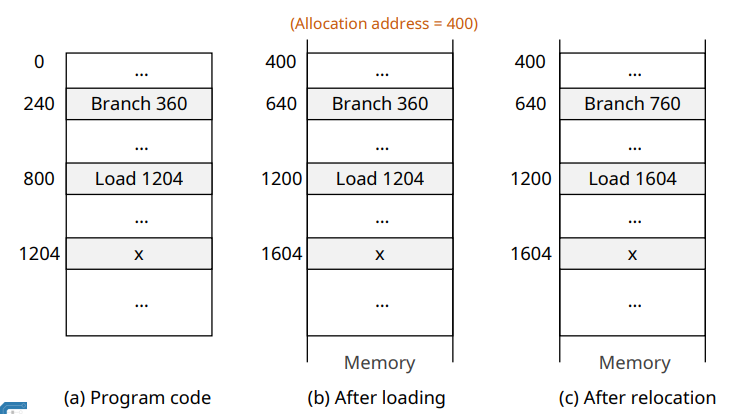 (Allocation address = 400)
0 ... 400 ... 400 ...
240 Branch 360 640 Branch 360 640 Branch 760
... ... ...
800 Load 1204 1200 Load 1204 1200 Load 1604
... ... ...
1204 x 1604 x 1604 x
... ... ...
Memory Memory
(a) Program code (b) After loading (c) After relocation